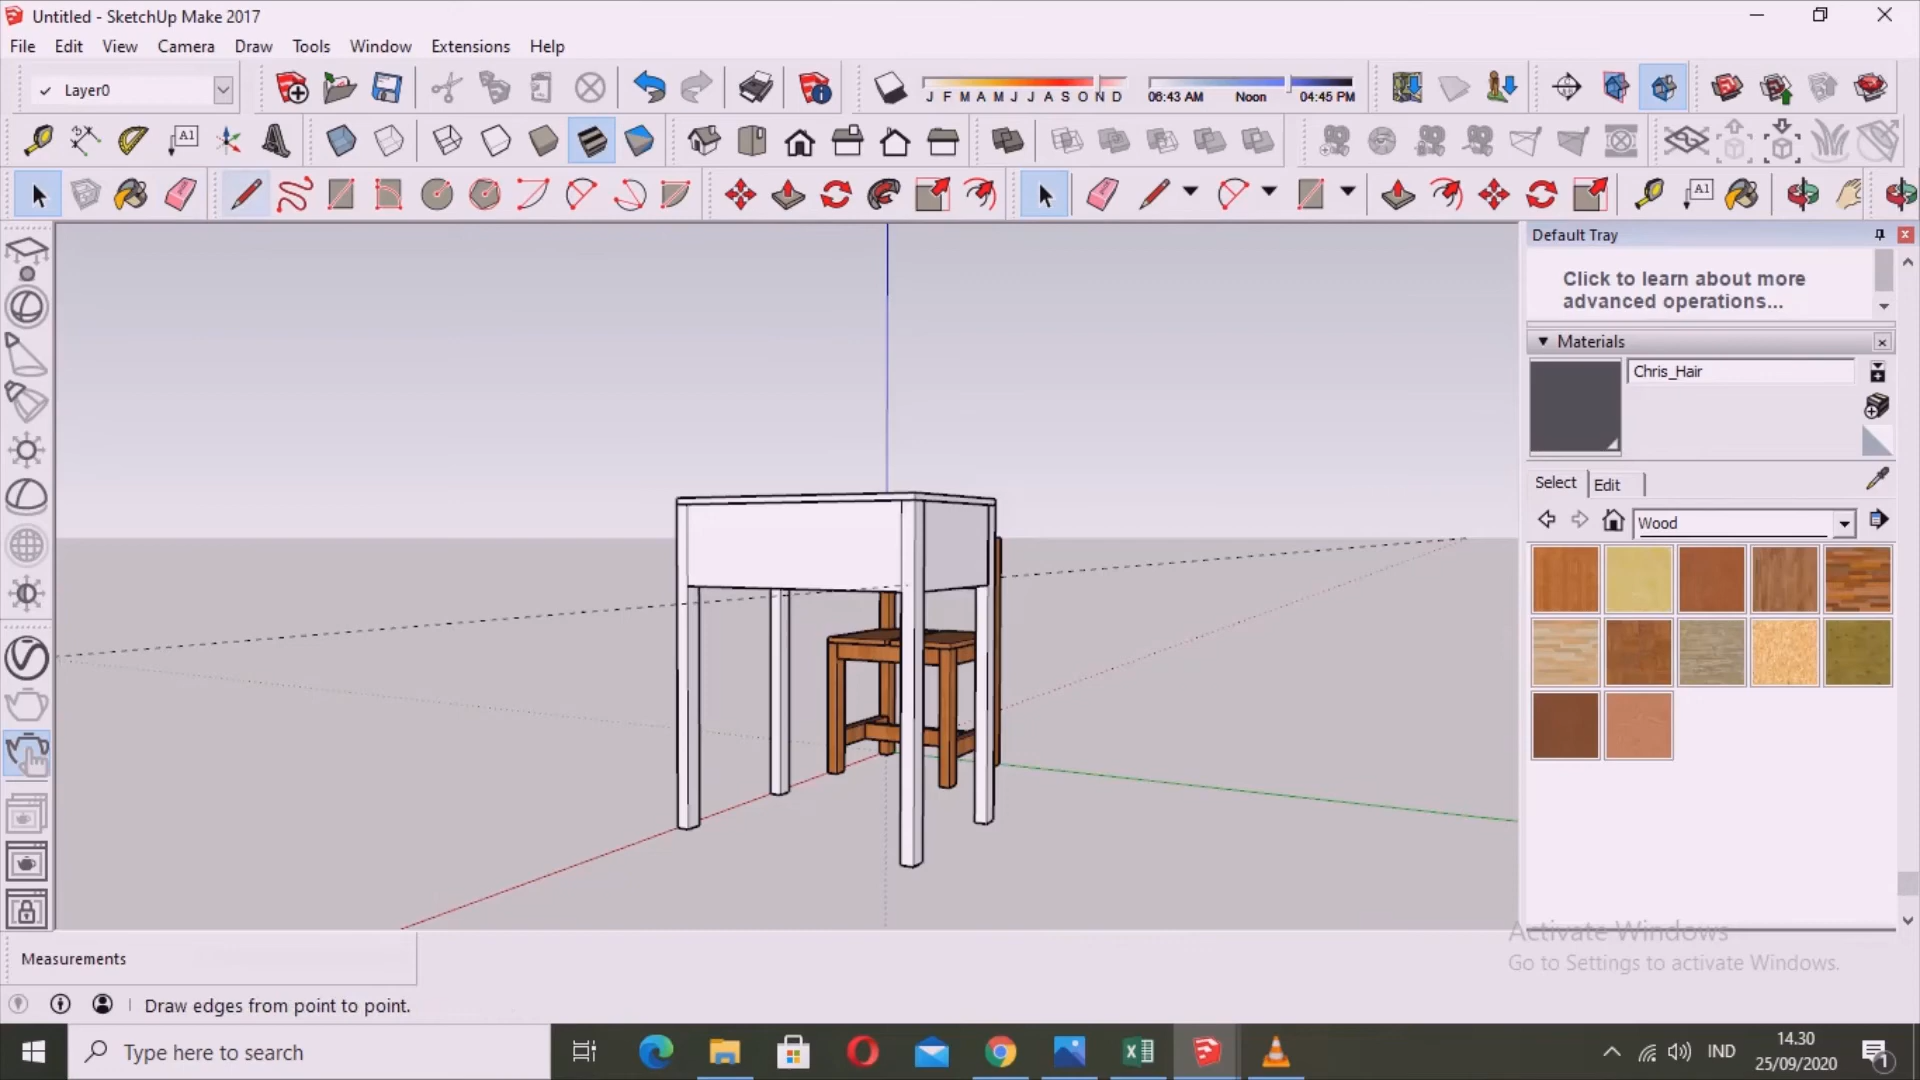 Untitled - SketchUp Make 2017
File Edit View Camera Draw Tools Window Extensions Help
Layer0
J F M A M J J A S O N D
06:43 AM Noon 04:45 PM
A1
A1
Default Tray
Click to learn about more
advanced operations...
Materials
Chris_Hair
Select Edit
Wood
Activate Windows
Go to Settings to activate Windows.
Measurements
Draw edges from point to point.
Type here to search
IND
14.30
25/09/2020
1